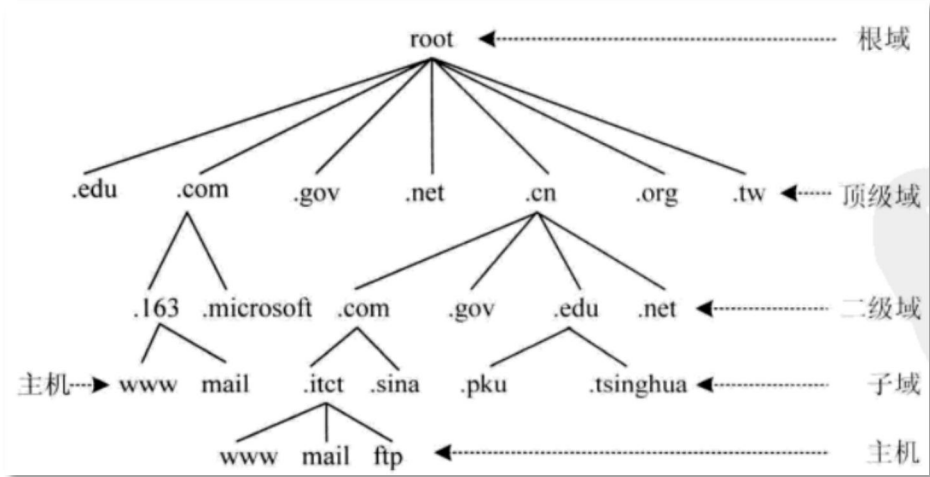 root 根域
.edu .com .gov .net .cn .org .tw 顶级域
.163 .microsoft .com .gov .edu .net 二级域
主机 www mail .itct .sina .pku .tsinghua 子域
www mail ftp 主机